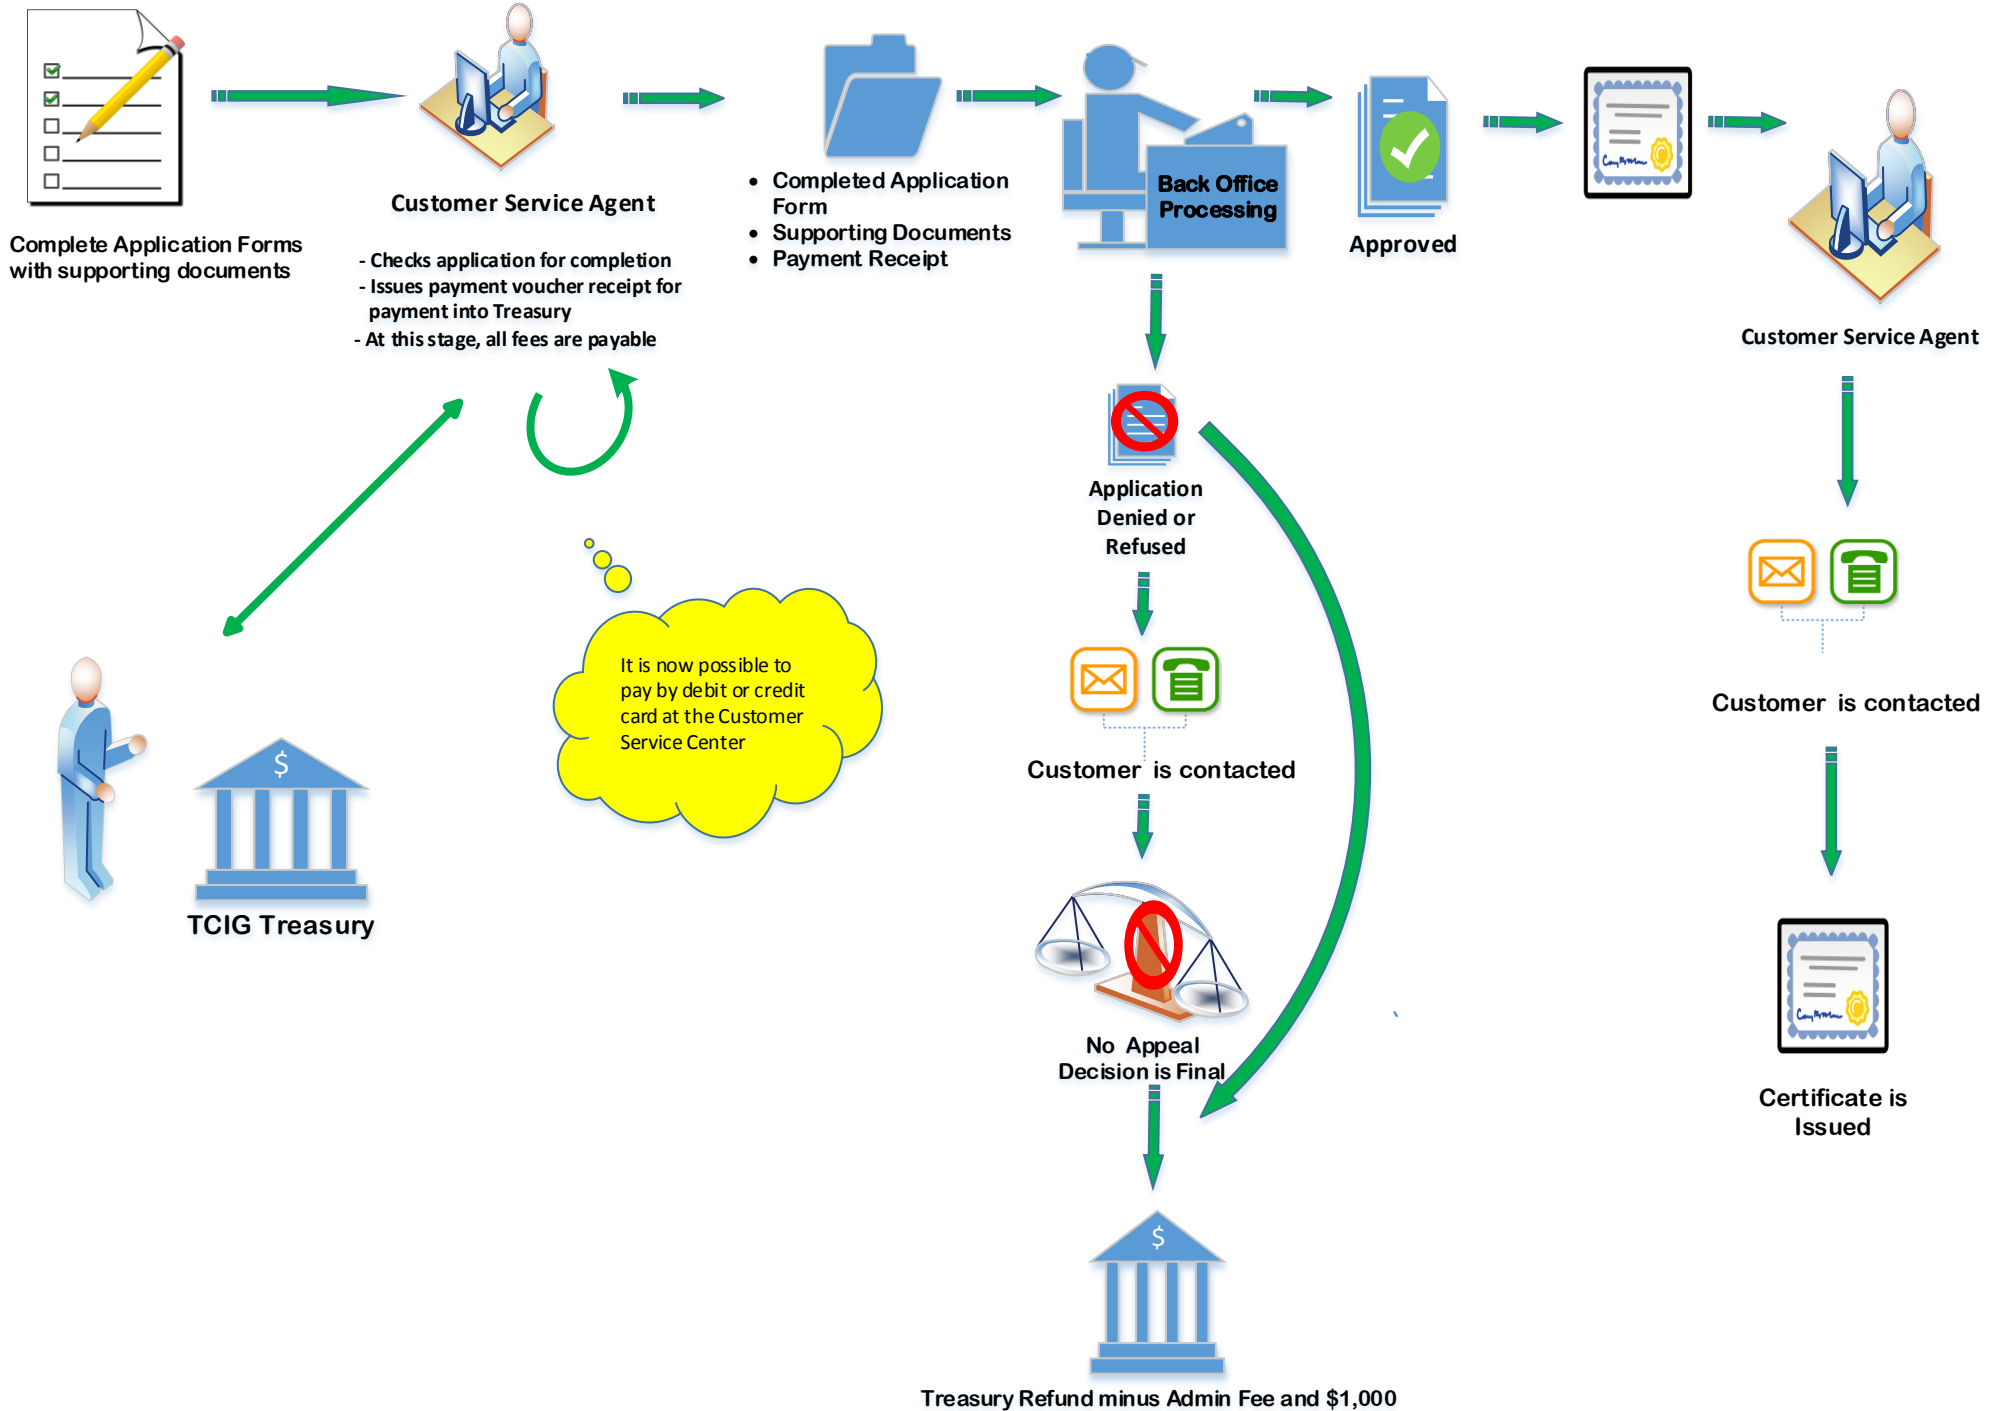 Complete Application Forms
with supporting documents
Customer Service Agent
- Checks application for completion
- Issues payment voucher receipt for
payment into Treasury
- At this stage, all fees are payable
• Completed Application
Form
• Supporting Documents
• Payment Receipt
Back Office
Processing
Approved
Customer Service Agent
Application
Denied or
Refused
It is now possible to
pay by debit or credit
card at the Customer
Service Center
Customer is contacted
Customer is contacted
$
TCIG Treasury
No Appeal
Decision is Final
Certificate is
Issued
$
Treasury Refund minus Admin Fee and $1,000